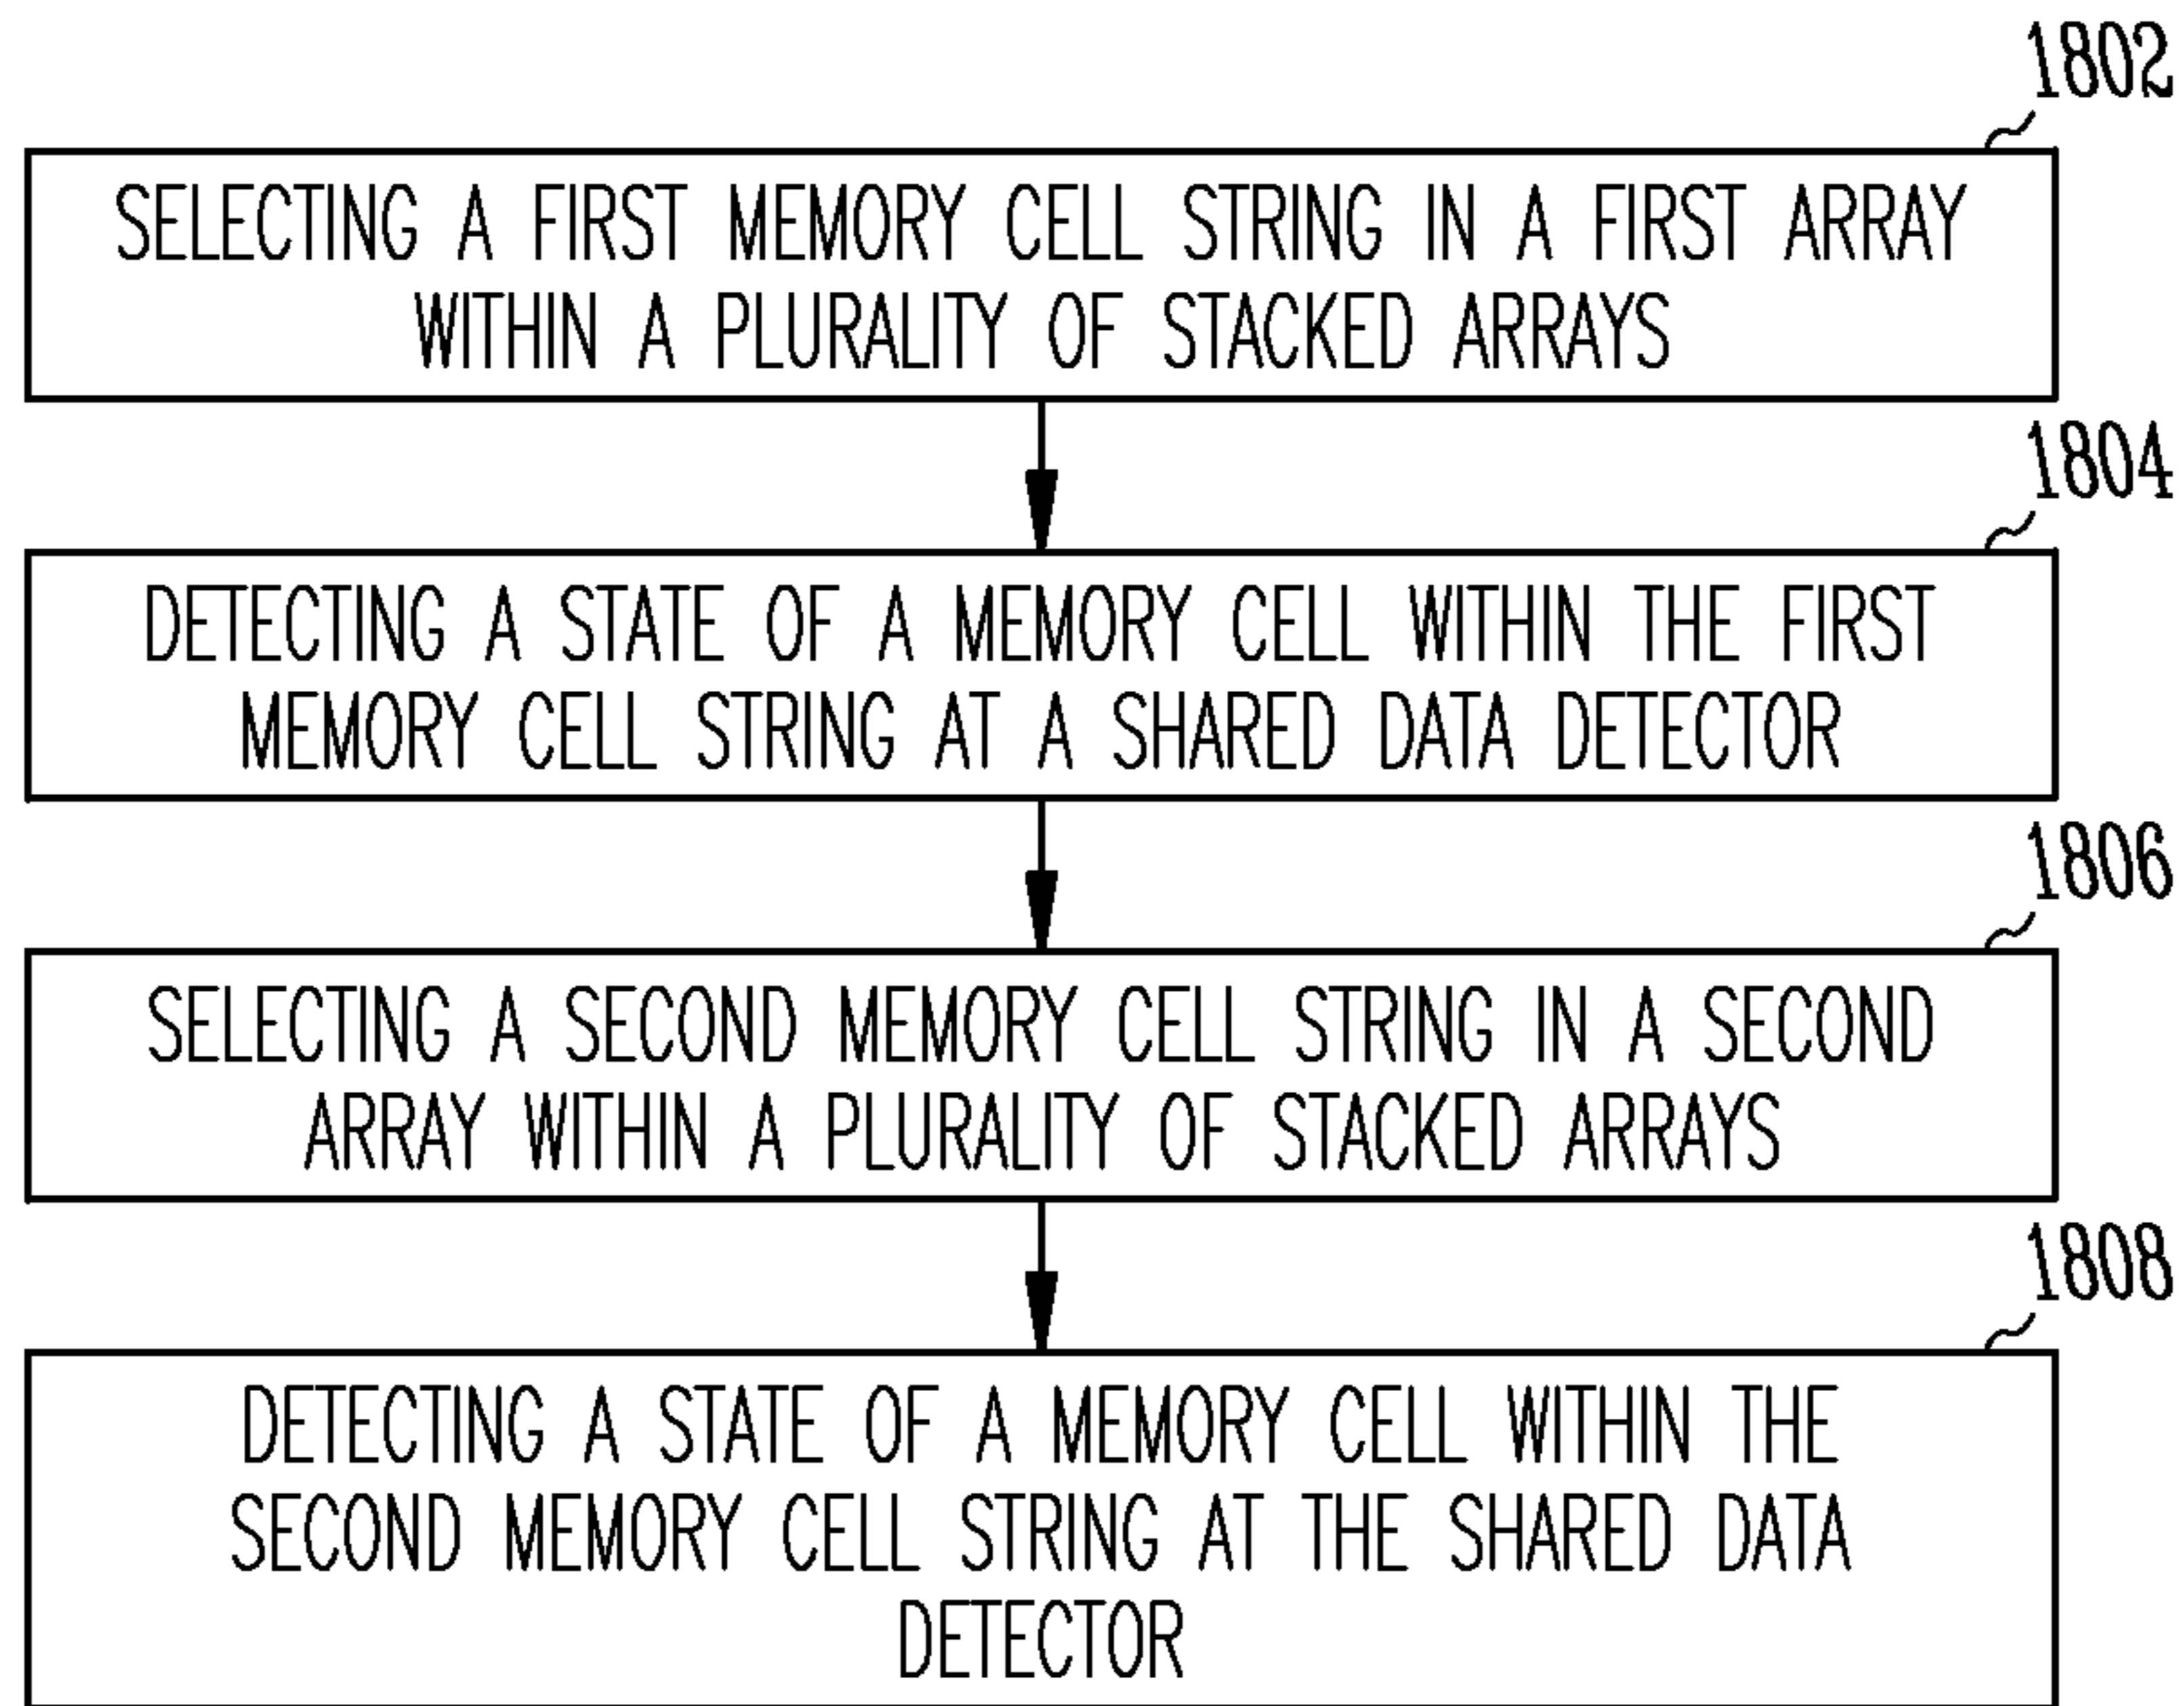 1802
SELECTING A FIRST MEMORY CELL STRING IN A FIRST ARRAY
WITHIN A PLURALITY OF STACKED ARRAYS
1804
DETECTING A STATE OF A MEMORY CELL WITHIN THE FIRST
MEMORY CELL STRING AT A SHARED DATA DETECTOR
1806
SELECTING A SECOND MEMORY CELL STRING IN A SECOND
ARRAY WITHIN A PLURALITY OF STACKED ARRAYS
1808
DETECTING A STATE OF A MEMORY CELL WITHIN THE
SECOND MEMORY CELL STRING AT THE SHARED DATA
DETECTOR